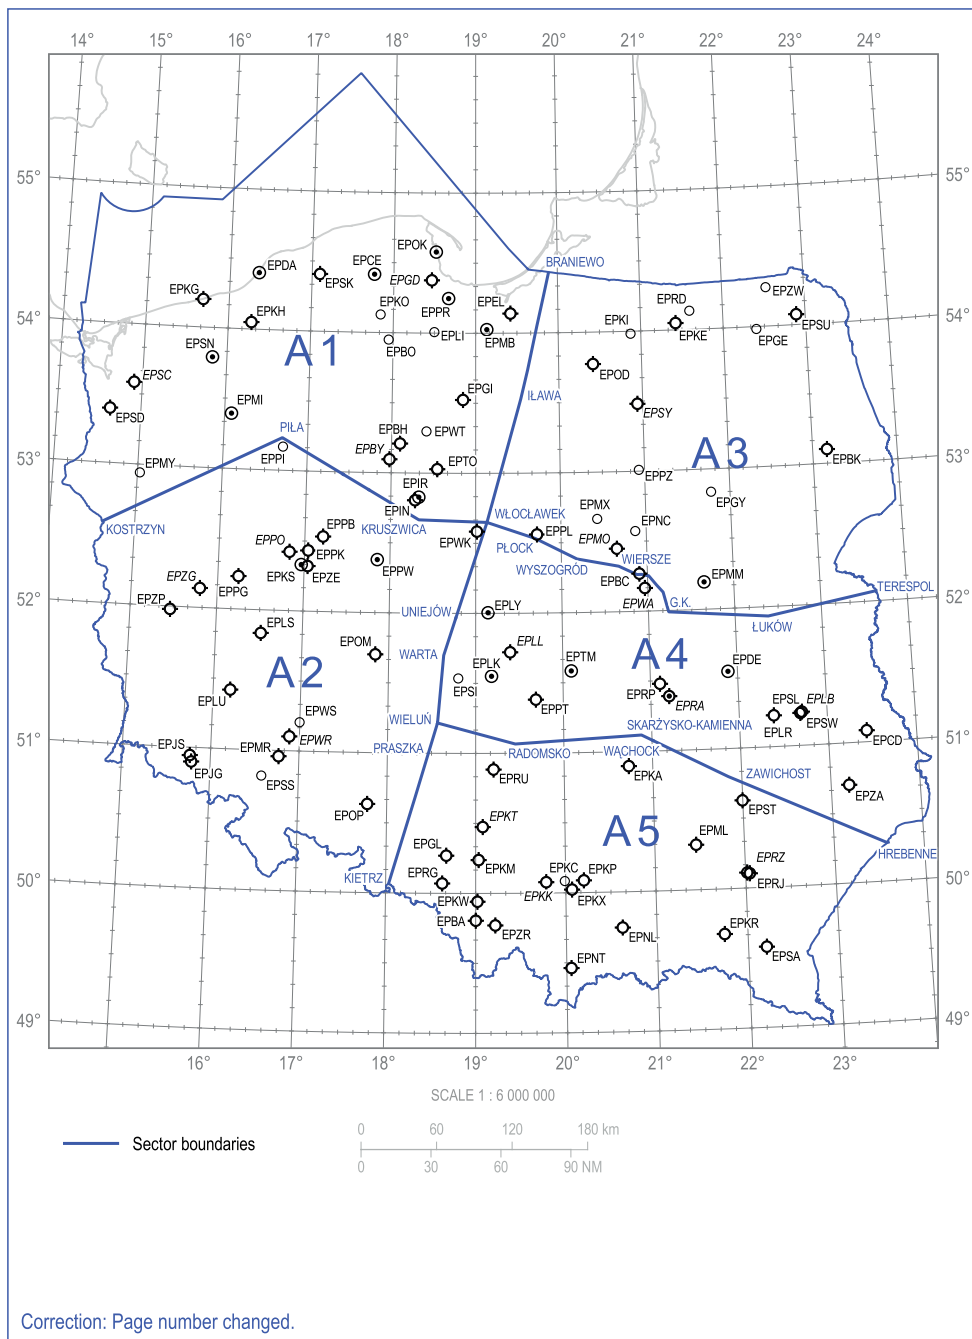 14° 15° 16° 17° 18° 19° 20° 21° 22° 23° 24°
55° 55°
BRANIEWO
EPOK
EPDA EPSK EPCE EPGD
EPZW
EPKG EPKO EPPR EPEL EPRD
54° EPKH EPLI EPMB EPKI EPKE EPGE EPSU 54°
EPSN EPBO
A1
EPSC EPOD
EPSD EPMI EPGI IŁAWA EPSY
PIŁA EPBH EPWT
EPPI EPBY A3 EPBK
53° EPMY EPTO EPPZ 53°
EPIR EPGY
EPIN EPMX
KOSTRZYN KRUSZWICA WŁOCŁAWEK EPNC
EPPB EPWK EPPL EPMO
EPPO EPPK PŁOCK WIERSZE
EPKS EPZE EPPW WYSZOGRÓD EPBC EPMM
EPZG EPPG EPWA TERESPOL
52° EPZP UNIEJÓW EPLY G.K. 52°
EPLS ŁUKÓW
EPOM WARTA EPLL
EPLK EPTM A4 EPDE
A2 EPSI EPRP
EPLU EPPT EPRA EPSL EPLB
EPWS WIELUŃ SKARŻYSKO-KAMIENNA EPLR EPSW
EPWR EPCD
51° EPJS EPMR PRASZKA RADOMSKO WĄCHOCK 51°
EPJG EPSS EPRU EPKA ZAWICHOST
EPZA
EPOP EPKT EPST
A5
EPGL EPML
EPKM EPKC EPKP EPRZ HREBENNE
50° KIETRZ EPRG EPKK EPRJ 50°
EPKW EPKX
EPBA EPZR EPNL EPKR
EPSA
EPNT
49° 49°
16° 17° 18° 19° 20° 21° 22° 23°
SCALE 1 : 6 000 000
0 60 120 180 km
0 30 60 90 NM
Sector boundaries
Correction: Page number changed.